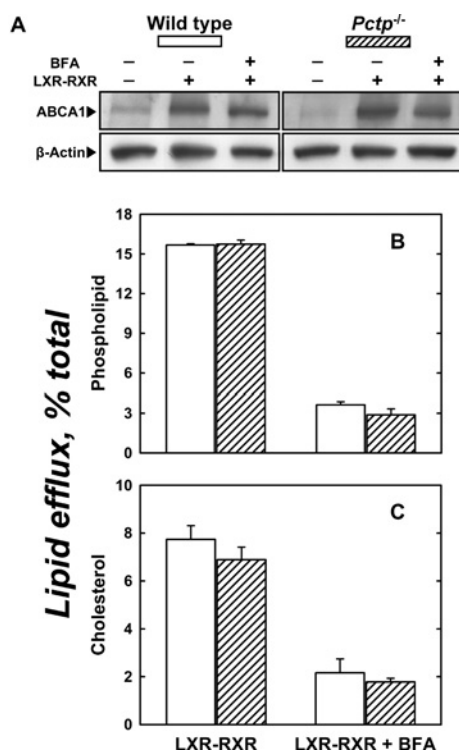 A
Wild type
Pctp-/-
BFA + +
LXR-RXR – + + – + +
ABCA1
β-Actin
B
18
15
12
9
6
3
0
Phospholipid
C
10
8
6
4
2
0
Cholesterol
Lipid efflux, % total
LXR-RXR LXR-RXR + BFA